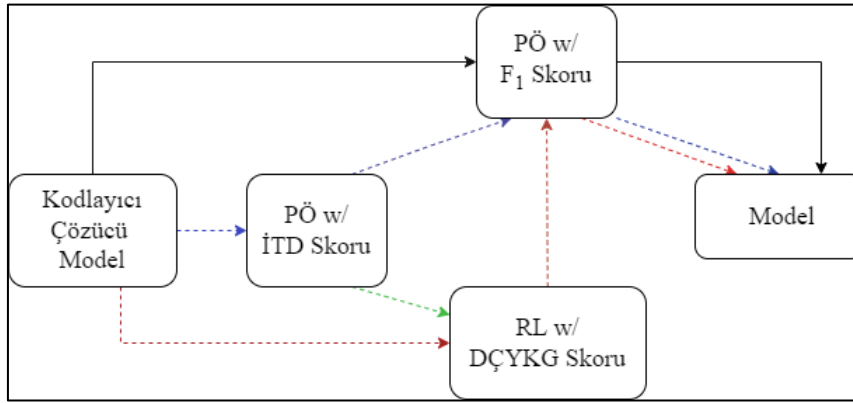 PÖ w/
F₁ Skoru
Kodlayıcı
Çözücü
Model
PÖ w/
İTD Skoru
Model
RL w/
DÇYKG Skoru